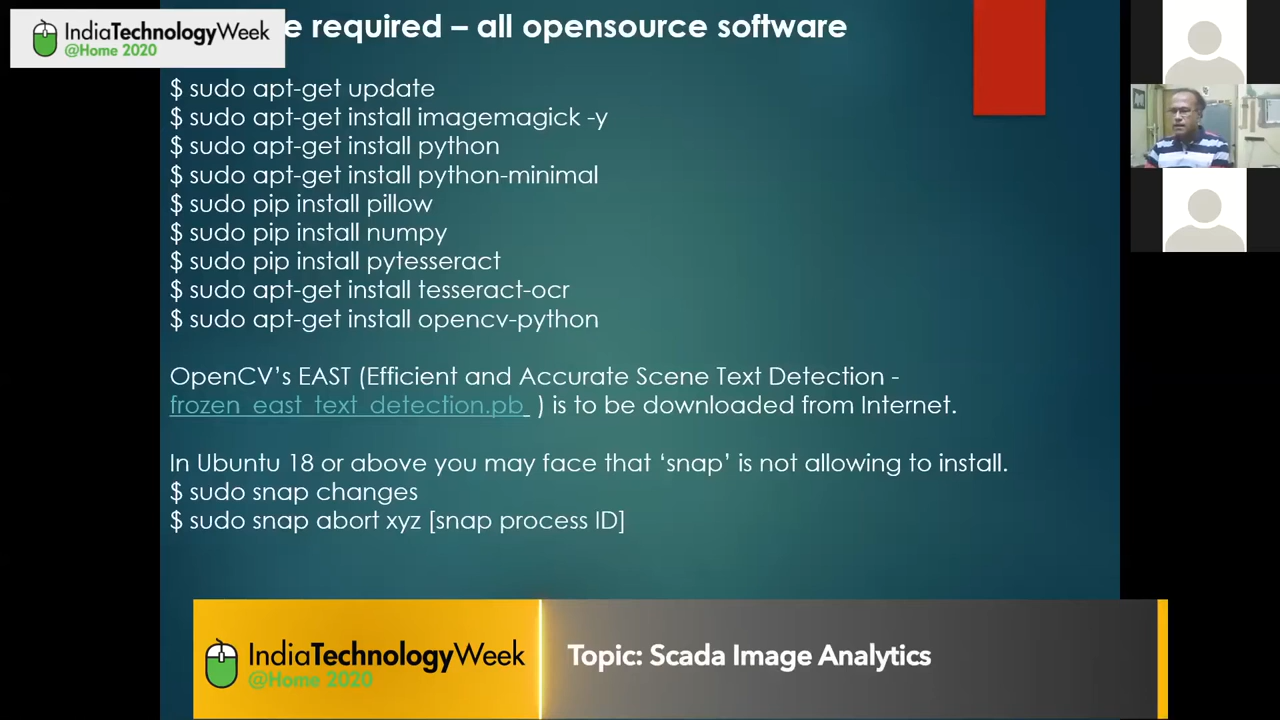 IndiaTechnologyWeek
@Home 2020
e required – all opensource software
$ sudo apt-get update
$ sudo apt-get install imagemagick -y
$ sudo apt-get install python
$ sudo apt-get install python-minimal
$ sudo pip install pillow
$ sudo pip install numpy
$ sudo pip install pytesseract
$ sudo apt-get install tesseract-ocr
$ sudo apt-get install opencv-python
OpenCV’s EAST (Efficient and Accurate Scene Text Detection -
frozen_east_text_detection.pb_ ) is to be downloaded from Internet.
In Ubuntu 18 or above you may face that ‘snap’ is not allowing to install.
$ sudo snap changes
$ sudo snap abort xyz [snap process ID]
IndiaTechnologyWeek
@Home 2020
Topic: Scada Image Analytics